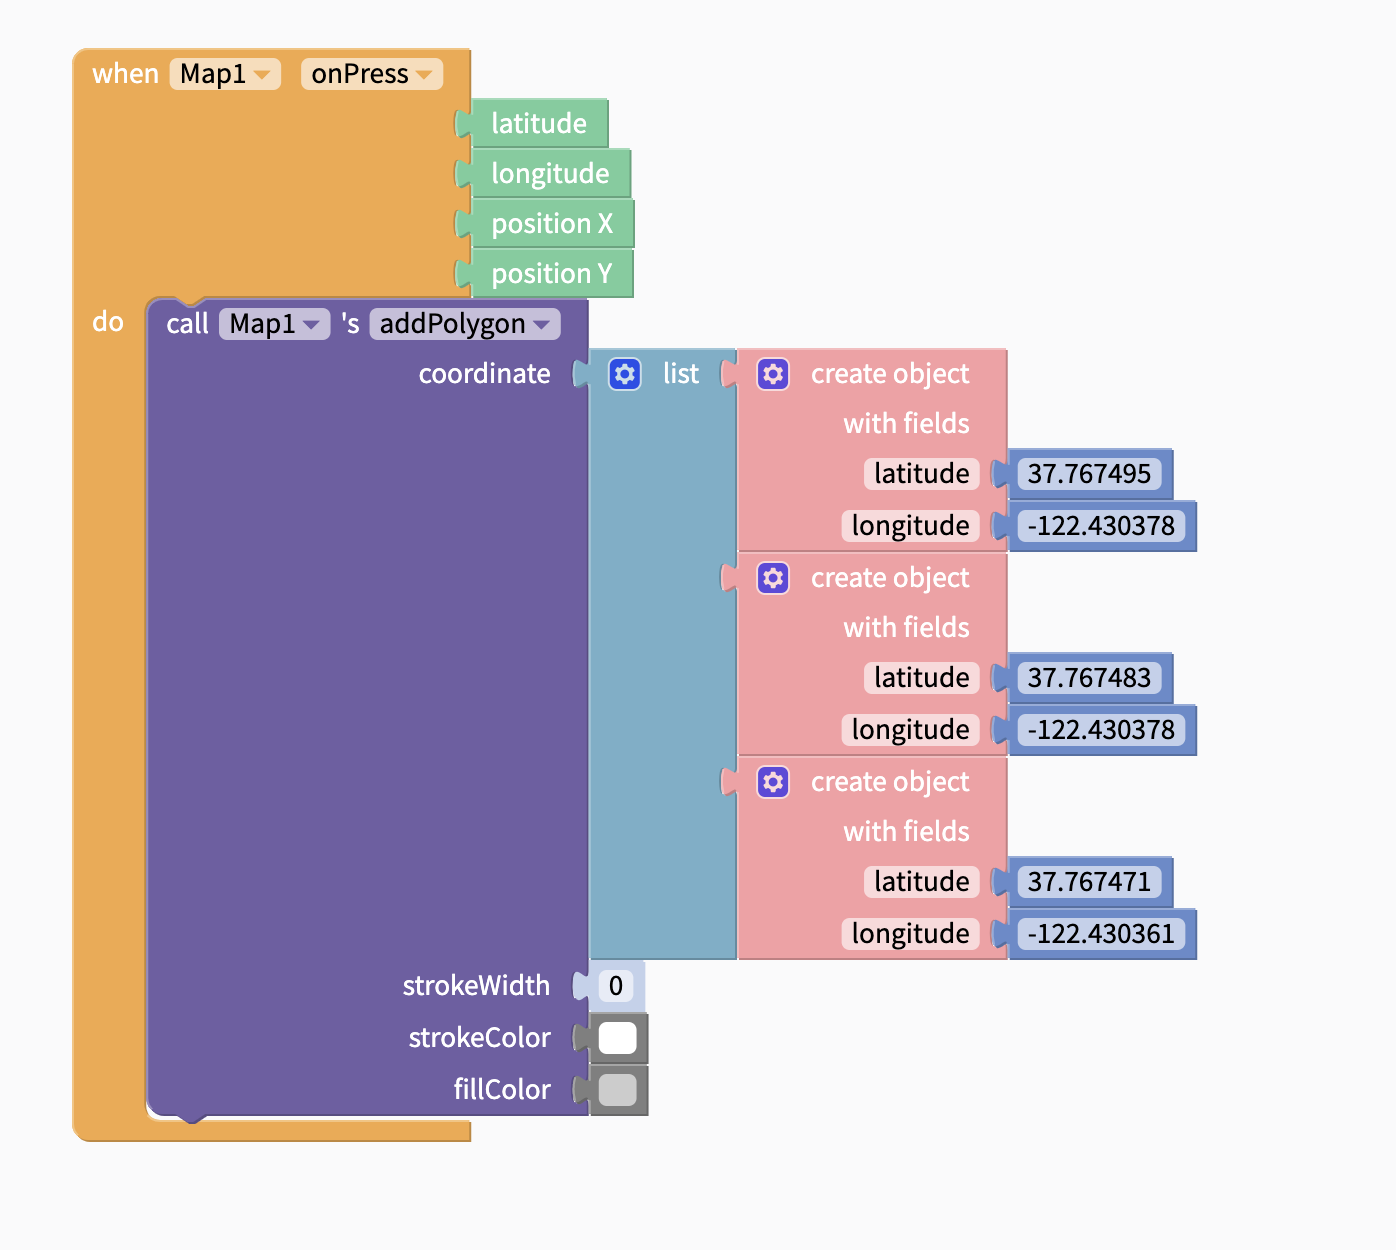 when Map1 onPress
latitude
longitude
position X
position Y
do call Map1 's addPolygon
coordinate list create object
with fields
latitude 37.767495
longitude -122.430378
create object
with fields
latitude 37.767483
longitude -122.430378
create object
with fields
latitude 37.767471
longitude -122.430361
strokeWidth 0
strokeColor
fillColor